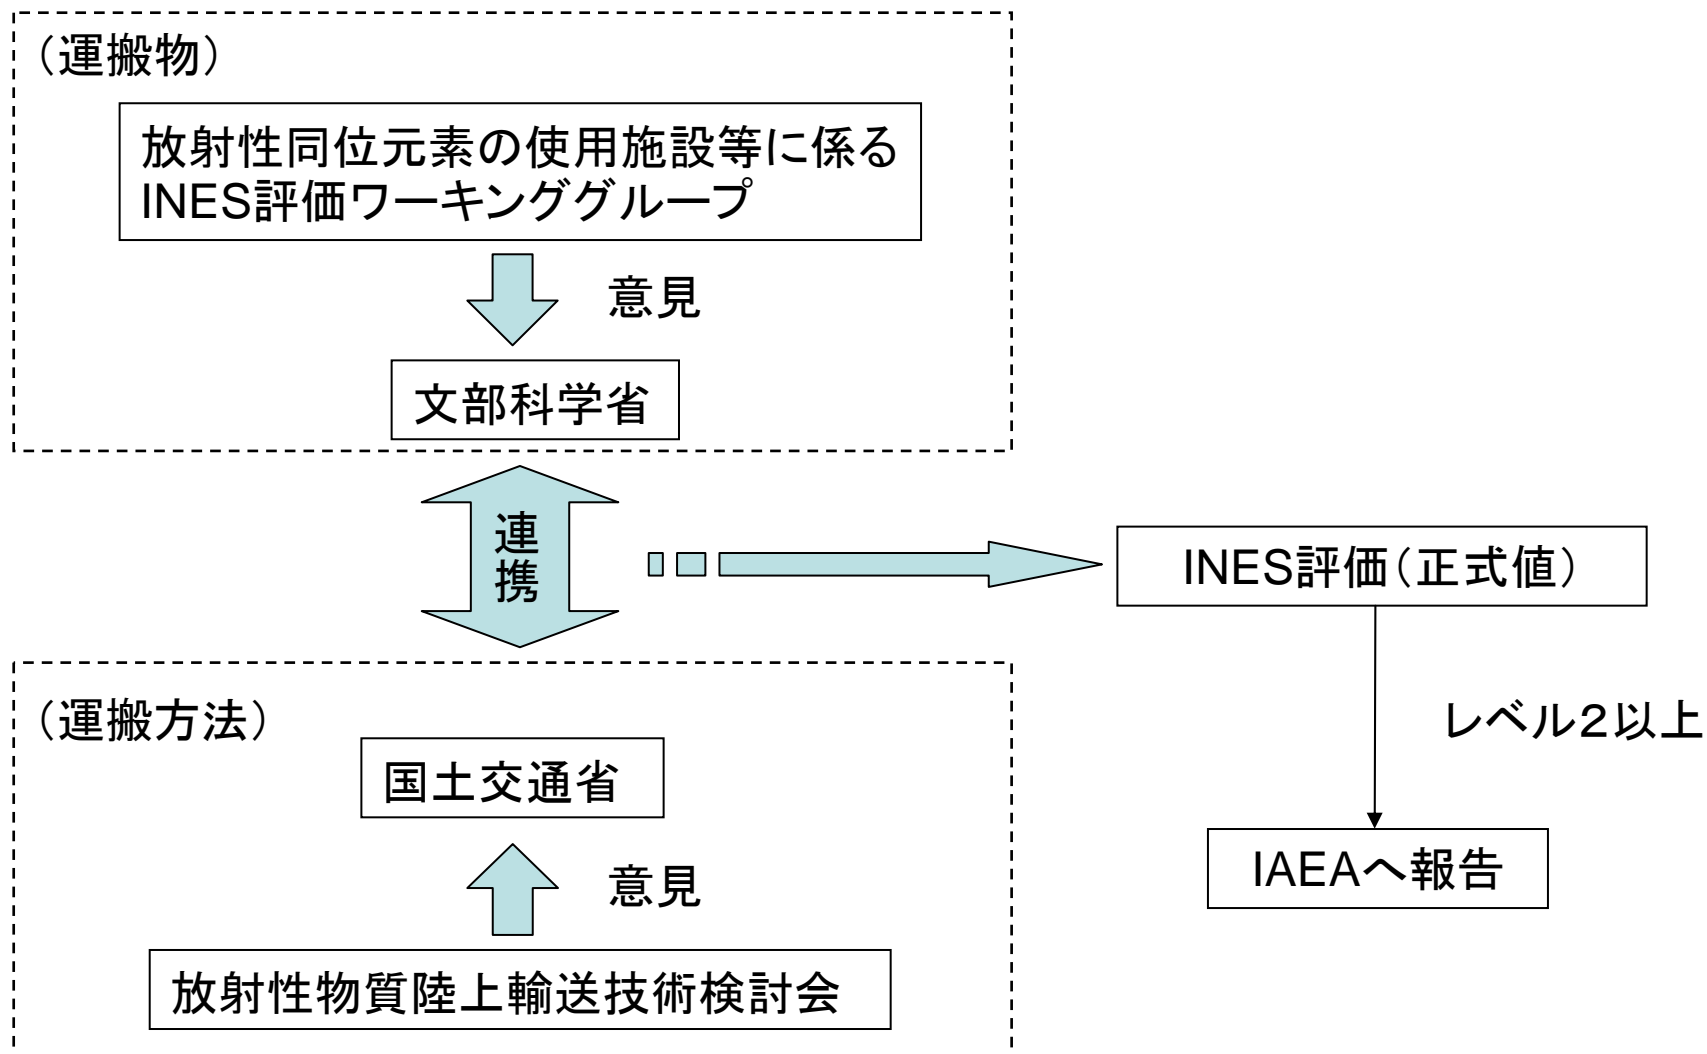 （運搬物）
放射性同位元素の使用施設等に係る
INES評価ワーキンググループ
意見
文部科学省
連携
INES評価（正式値）
レベル２以上
IAEAへ報告
（運搬方法）
国土交通省
意見
放射性物質陸上輸送技術検討会